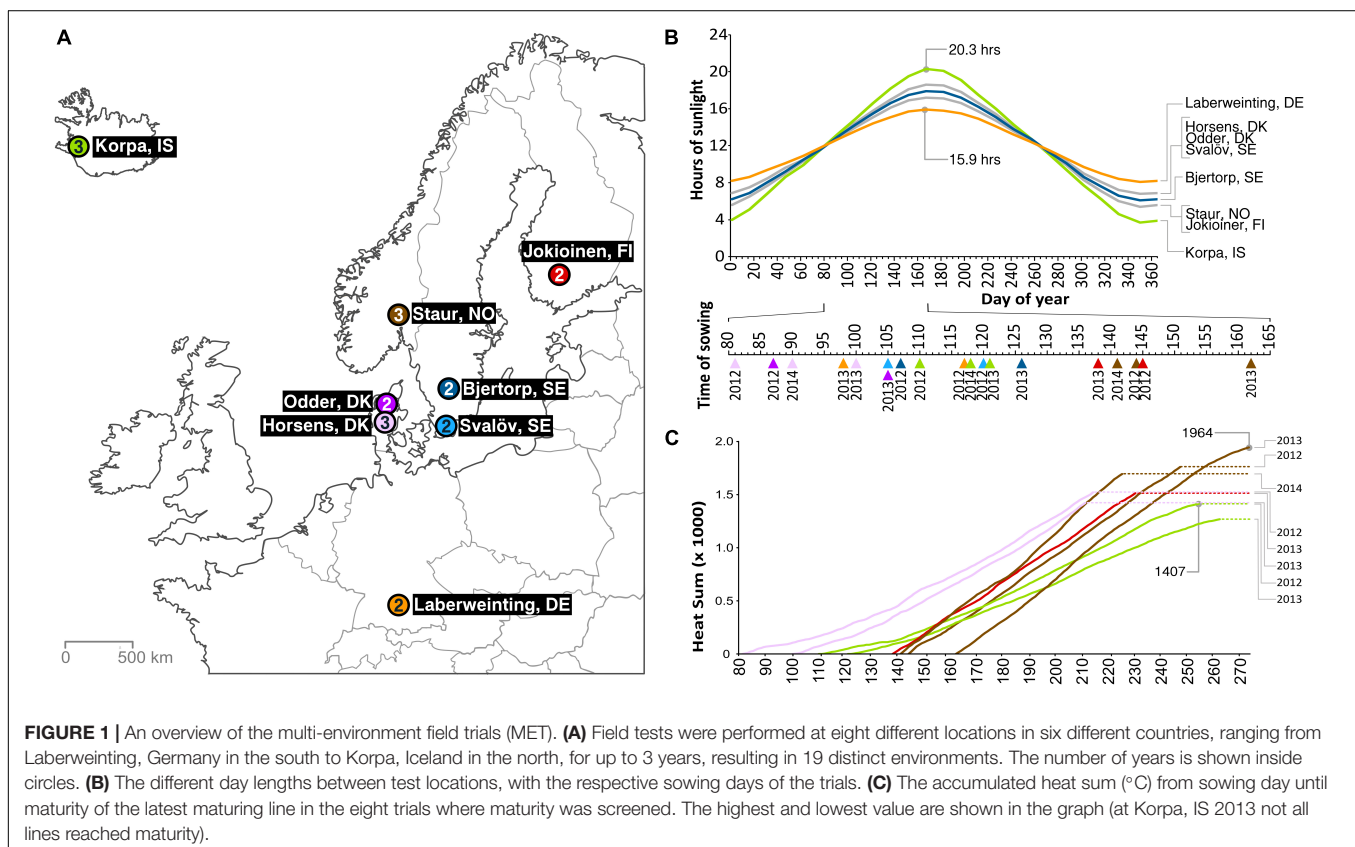 A
3 Korpa, IS
Jokioinen, FI
2
3 Staur, NO
2 Bjertorp, SE
Odder, DK 2
Horsens, DK 3
2 Svalöv, SE
2 Laberweinting, DE
0 500 km
B
Hours of sunlight
24
20
16
12
8
4
0
20.3 hrs
15.9 hrs
Laberweinting, DE
Horsens, DK
Odder, DK
Svalöv, SE
Bjertorp, SE
Staur, NO
Jokioiner, FI
Korpa, IS
0 20 40 60 80 100 120 140 160 180 200 220 240 260 280 300 320 340 360
Day of year
Time of sowing
80 85 90 95 100 105 110 115 120 125 130 135 140 145 150 155 160 165
2012 2012 2014 2013 2013 2013 2012 2012 2012 2014 2012 2013 2013 2013 2014 2012 2012 2013
2013
C
Heat Sum (x 1000)
2.0
1.5
1.0
0.5
0
1964
1407
2013
2012
2014
2012
2013
2013
2012
2013
80 90 100 110 120 130 140 150 160 170 180 190 200 210 220 230 240 250 260 270
FIGURE 1 | An overview of the multi-environment field trials (MET). (A) Field tests were performed at eight different locations in six different countries, ranging from
Laberweinting, Germany in the south to Korpa, Iceland in the north, for up to 3 years, resulting in 19 distinct environments. The number of years is shown inside
circles. (B) The different day lengths between test locations, with the respective sowing days of the trials. (C) The accumulated heat sum (°C) from sowing day until
maturity of the latest maturing line in the eight trials where maturity was screened. The highest and lowest value are shown in the graph (at Korpa, IS 2013 not all
lines reached maturity).